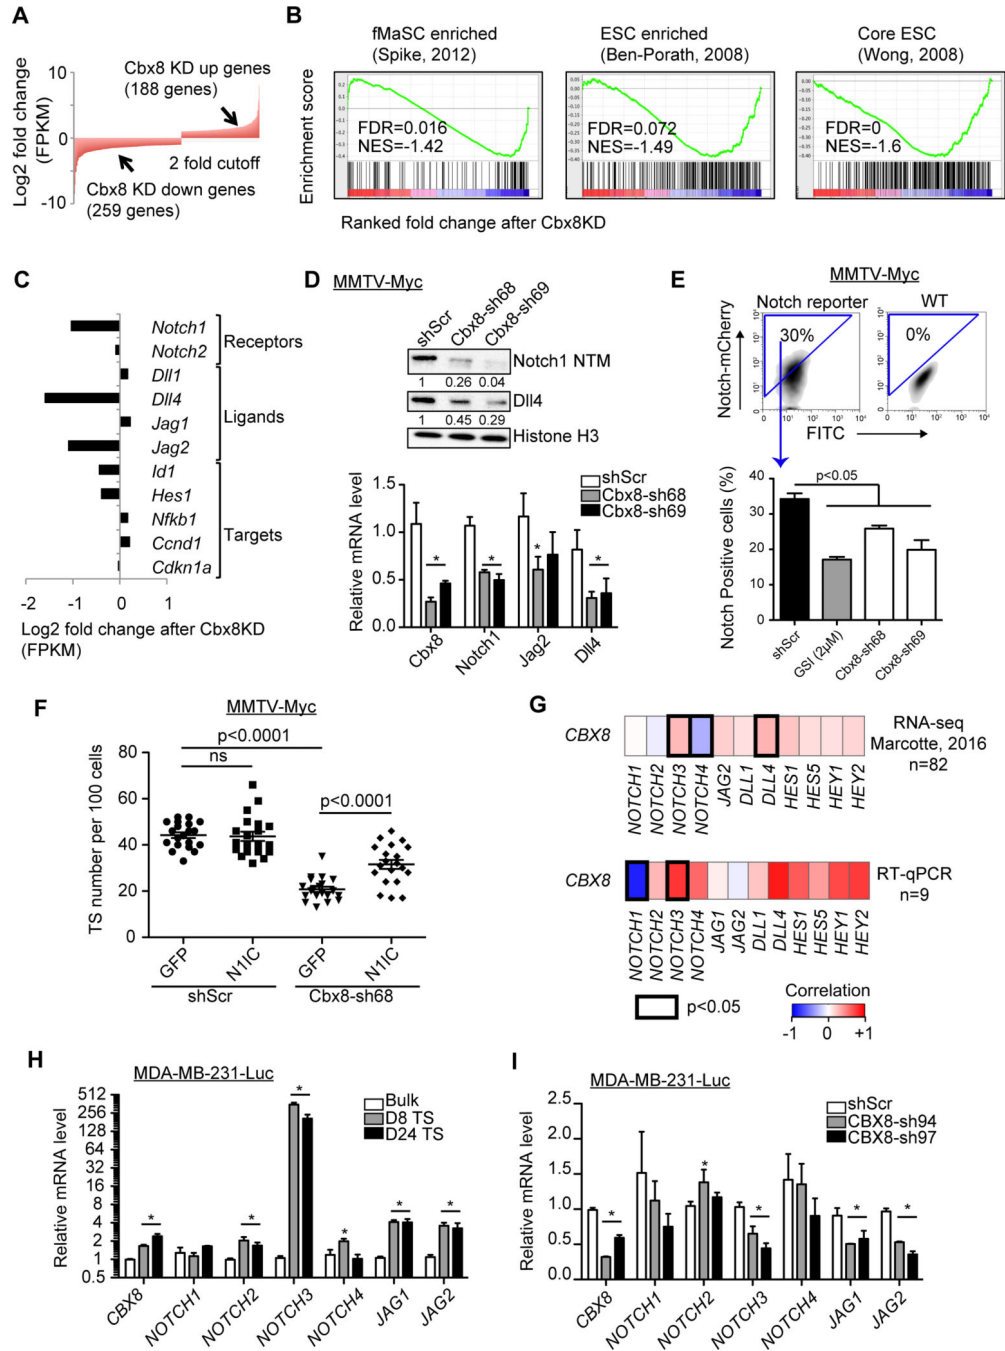 A
Log2 fold change
(FPKM)
10
0
-10
Cbx8 KD up genes
(188 genes)
2 fold cutoff
Cbx8 KD down genes
(259 genes)
B
fMaSC enriched
(Spike, 2012)
ESC enriched
(Ben-Porath, 2008)
Core ESC
(Wong, 2008)
Enrichment score
FDR=0.016
NES=-1.42
FDR=0.072
NES=-1.49
FDR=0
NES=-1.6
Ranked fold change after Cbx8KD
C
Notch1
Notch2
Receptors
Dll1
Dll4
Jag1
Jag2
Ligands
Id1
Hes1
Nfkb1
Ccnd1
Cdkn1a
Targets
-2 -1 0 1
Log2 fold change after Cbx8KD
(FPKM)
D
MMTV-Myc
shScr
Cbx8-sh68
Cbx8-sh69
Notch1 NTM
1 0.26 0.04
Dll4
1 0.45 0.29
Histone H3
shScr
Cbx8-sh68
Cbx8-sh69
Relative mRNA level
1.5
1.0
0.5
0.0
* * * *
Cbx8 Notch1 Jag2 Dll4
E
MMTV-Myc
Notch reporter
WT
30%
0%
Notch-mCherry
FITC
Notch Positive cells (%)
40
30
20
10
0
p<0.05
shScr
GSI (2µM)
Cbx8-sh68
Cbx8-sh69
F
MMTV-Myc
p<0.0001
ns
p<0.0001
TS number per 100 cells
80
60
40
20
0
GFP N1IC GFP N1IC
shScr Cbx8-sh68
G
CBX8
RNA-seq
Marcotte, 2016
n=82
NOTCH1 NOTCH2 NOTCH3 NOTCH4 JAG2 DLL1 DLL4 HES1 HES5 HEY1 HEY2
CBX8
RT-qPCR
n=9
NOTCH1 NOTCH2 NOTCH3 NOTCH4 JAG1 JAG2 DLL1 DLL4 HES1 HES5 HEY1 HEY2
p<0.05
Correlation
-1 0 +1
H
MDA-MB-231-Luc
Bulk
D8 TS
D24 TS
Relative mRNA level
512
256
128
64
32
16
8
4
2
1
0.5
* * * * * *
CBX8 NOTCH1 NOTCH2 NOTCH3 NOTCH4 JAG1 JAG2
I
MDA-MB-231-Luc
shScr
CBX8-sh94
CBX8-sh97
Relative mRNA level
2.0
1.5
1.0
0.5
0.0
* * * * *
CBX8 NOTCH1 NOTCH2 NOTCH3 NOTCH4 JAG1 JAG2